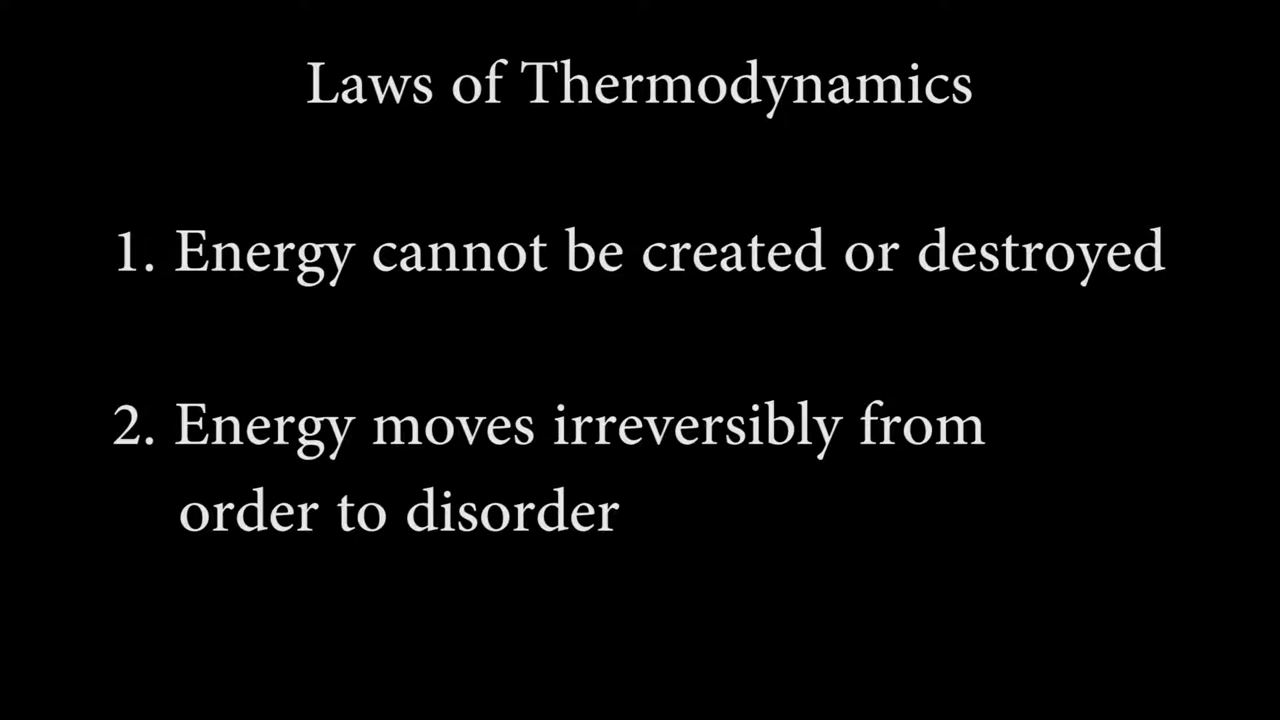 Laws of Thermodynamics
1. Energy cannot be created or destroyed
2. Energy moves irreversibly from
order to disorder